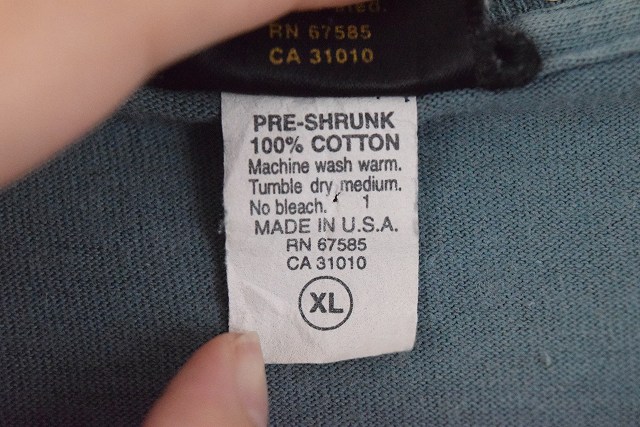 RN 67585
CA 31010
PRE-SHRUNK
100% COTTON
Machine wash warm.
Tumble dry medium.
No bleach. 1
MADE IN U.S.A.
RN 67585
CA 31010
XL